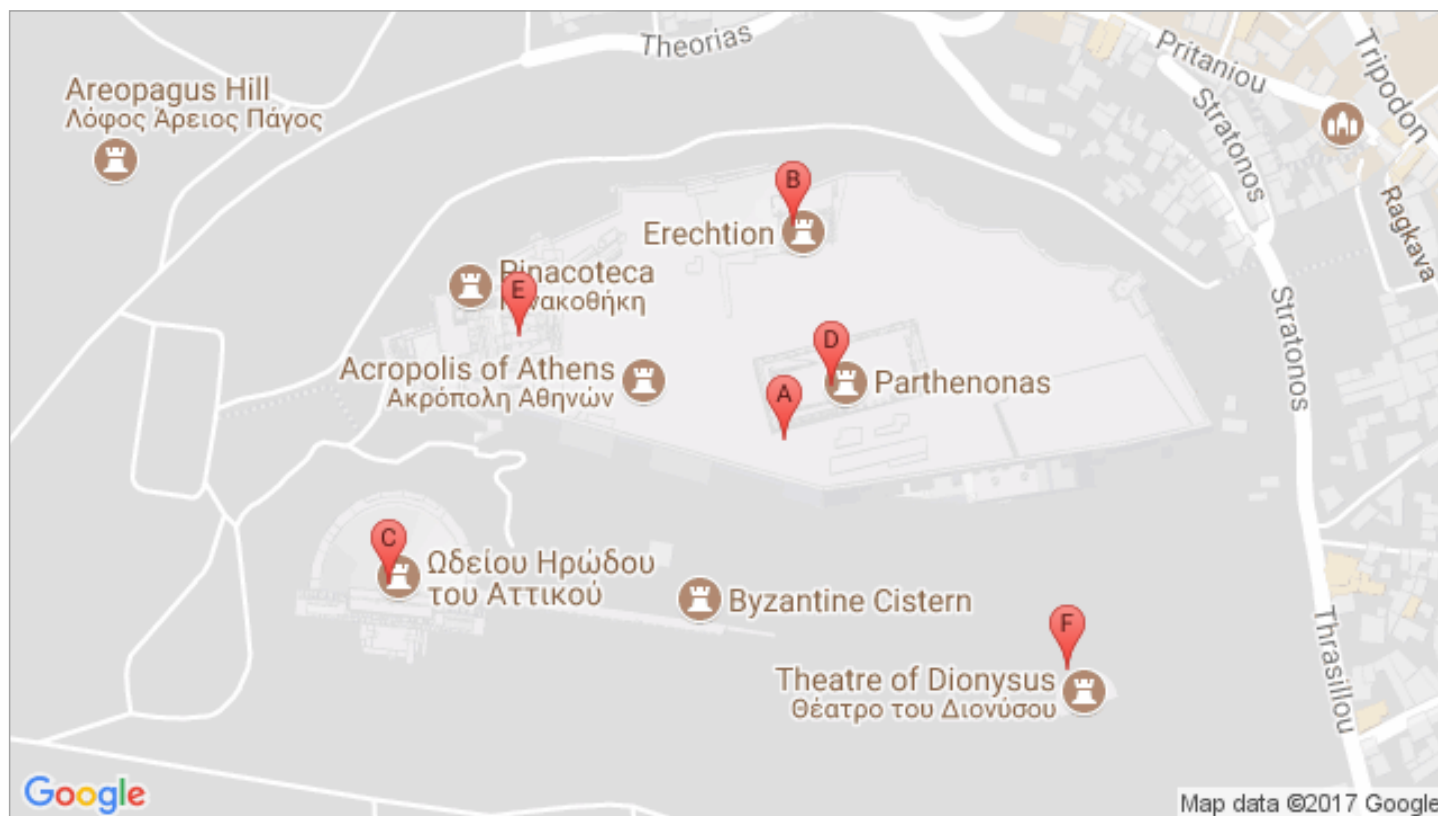 Theorias
Pritaniou
Tripodon
Areopagus Hill
Λόφος Άρειος Πάγος
Stratonos
B
Ragkava
Erechtion
Pinacoteca
E
Stratonos
D
Acropolis of Athens
Ακρόπολη Αθηνών
Parthenonas
A
C
Ωδείου Ηρώδου
του Αττικού
Byzantine Cistern
F
Theatre of Dionysus
Θέατρο του Διονύσου
Thrasillou
Google
Map data ©2017 Google